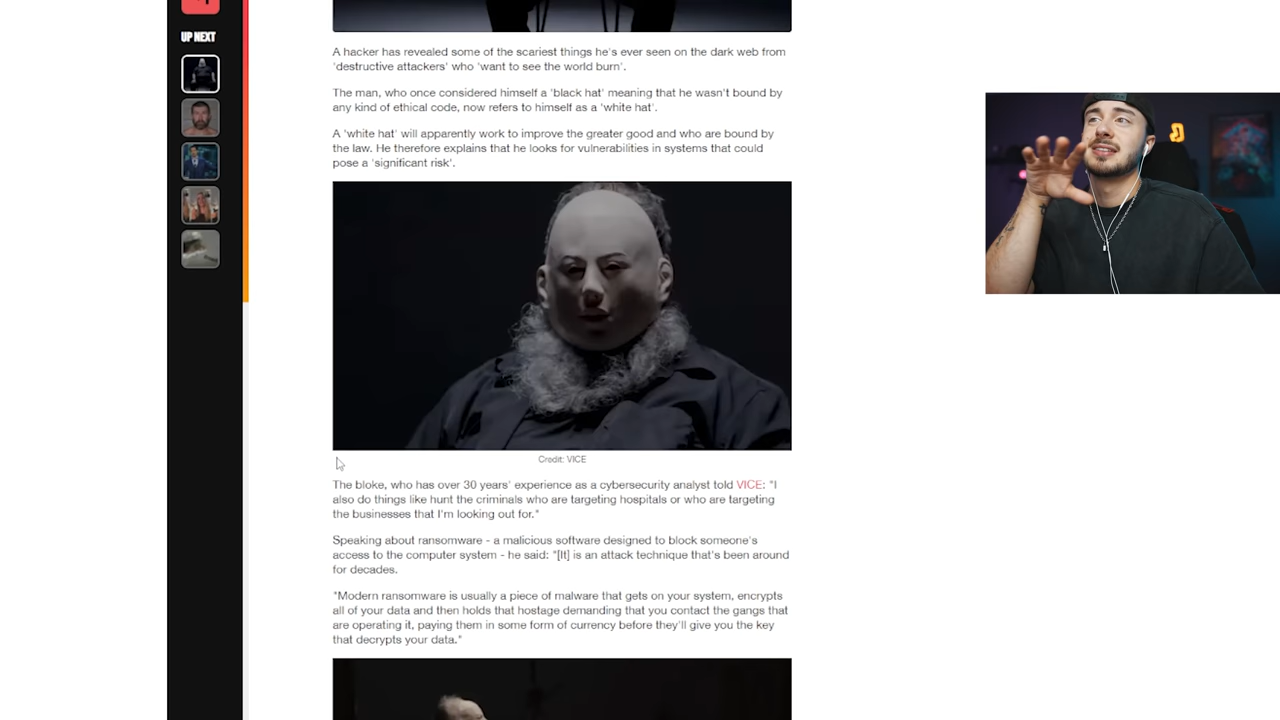 UP NEXT
A hacker has revealed some of the scariest things he's ever seen on the dark web from
'destructive attackers' who 'want to see the world burn'.
The man, who once considered himself a 'black hat' meaning that he wasn't bound by
any kind of ethical code, now refers to himself as a 'white hat'.
A 'white hat' will apparently work to improve the greater good and who are bound by
the law. He therefore explains that he looks for vulnerabilities in systems that could
pose a 'significant risk'.
Credit: VICE
The bloke, who has over 30 years' experience as a cybersecurity analyst told VICE: "I
also do things like hunt the criminals who are targeting hospitals or who are targeting
the businesses that I'm looking out for."
Speaking about ransomware - a malicious software designed to block someone's
access to the computer system - he said: "[It] is an attack technique that's been around
for decades.
"Modern ransomware is usually a piece of malware that gets on your system, encrypts
all of your data and then holds that hostage demanding that you contact the gangs that
are operating it, paying them in some form of currency before they'll give you the key
that decrypts your data."